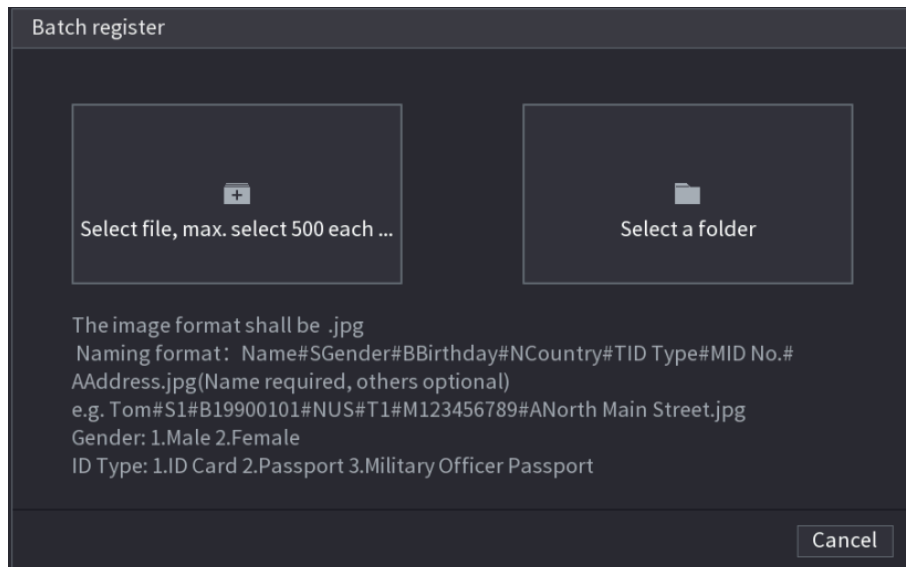 Batch register
Select file, max. select 500 each ...
Select a folder
The image format shall be .jpg
Naming format：Name#SGender#BBirthday#NCountry#TID Type#MID No.#
AAddress.jpg(Name required, others optional)
e.g. Tom#S1#B19900101#NUS#T1#M123456789#ANorth Main Street.jpg
Gender: 1.Male 2.Female
ID Type: 1.ID Card 2.Passport 3.Military Officer Passport
Cancel